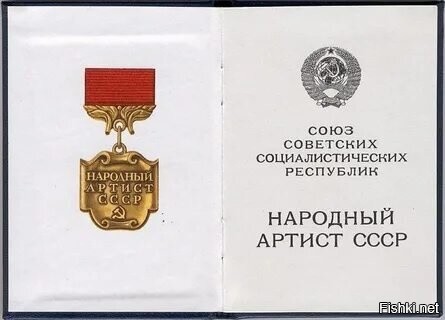 НАРОДНЫЙ
АРТИСТ
СССР
СОЮЗ
СОВЕТСКИХ
СОЦИАЛИСТИЧЕСКИХ
РЕСПУБЛИК
НАРОДНЫЙ
АРТИСТ СССР
Fishki.net